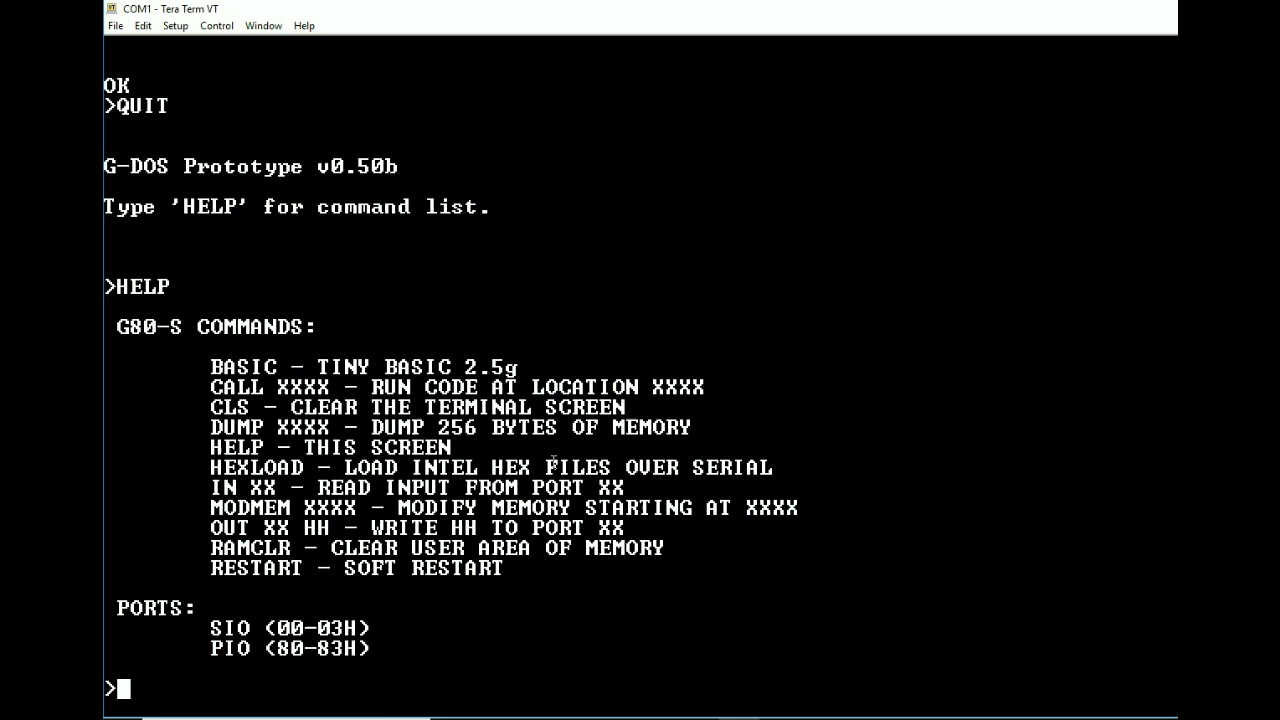 COM1 - Tera Term VT
File Edit Setup Control Window Help
OK
>QUIT
G-DOS Prototype v0.50b
Type 'HELP' for command list.
>HELP
G80-S COMMANDS:
BASIC - TINY BASIC 2.5g
CALL XXXX - RUN CODE AT LOCATION XXXX
CLS - CLEAR THE TERMINAL SCREEN
DUMP XXXX - DUMP 256 BYTES OF MEMORY
HELP - THIS SCREEN
HEXLOAD - LOAD INTEL HEX FILES OVER SERIAL
IN XX - READ INPUT FROM PORT XX
MODMEM XXXX - MODIFY MEMORY STARTING AT XXXX
OUT XX HH - WRITE HH TO PORT XX
RAMCLR - CLEAR USER AREA OF MEMORY
RESTART - SOFT RESTART
PORTS:
SIO (00-03H)
PIO (80-83H)
>